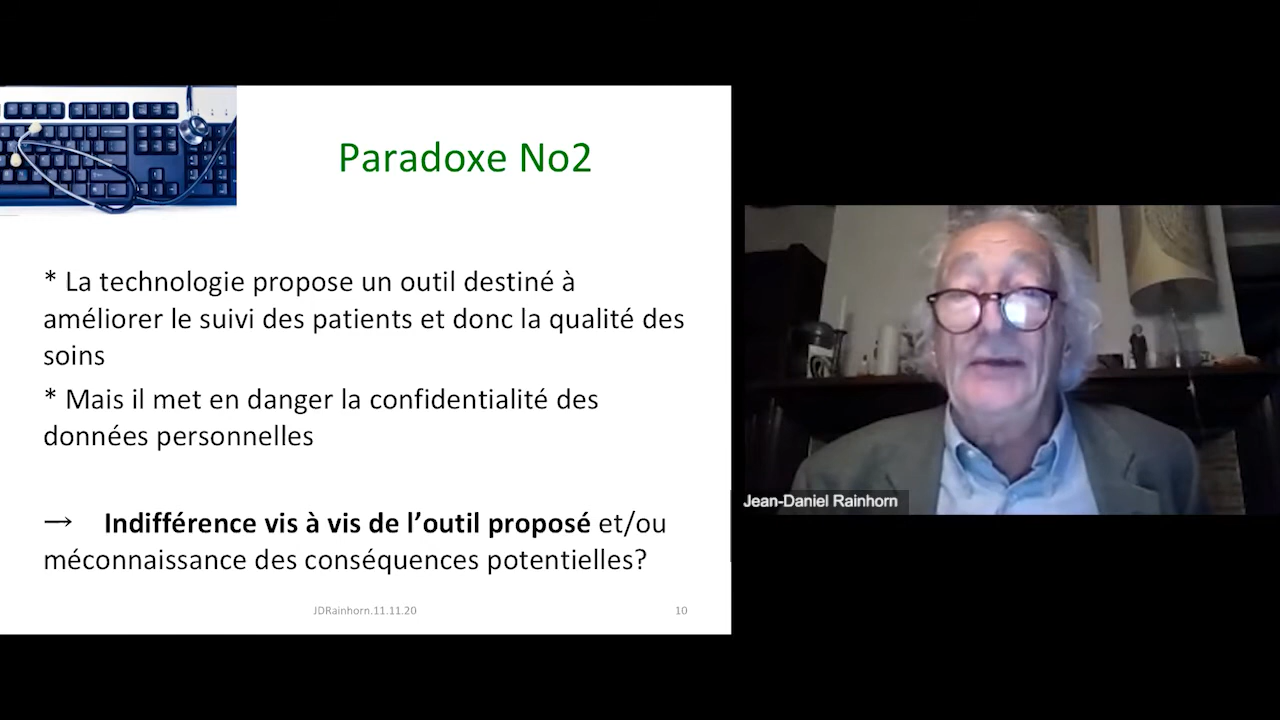 Paradoxe No2
* La technologie propose un outil destiné à
améliorer le suivi des patients et donc la qualité des
soins
* Mais il met en danger la confidentialité des
données personnelles
→ Indifférence vis à vis de l’outil proposé et/ou
méconnaissance des conséquences potentielles?
JDRainhorn.11.11.20
10
Jean-Daniel Rainhorn